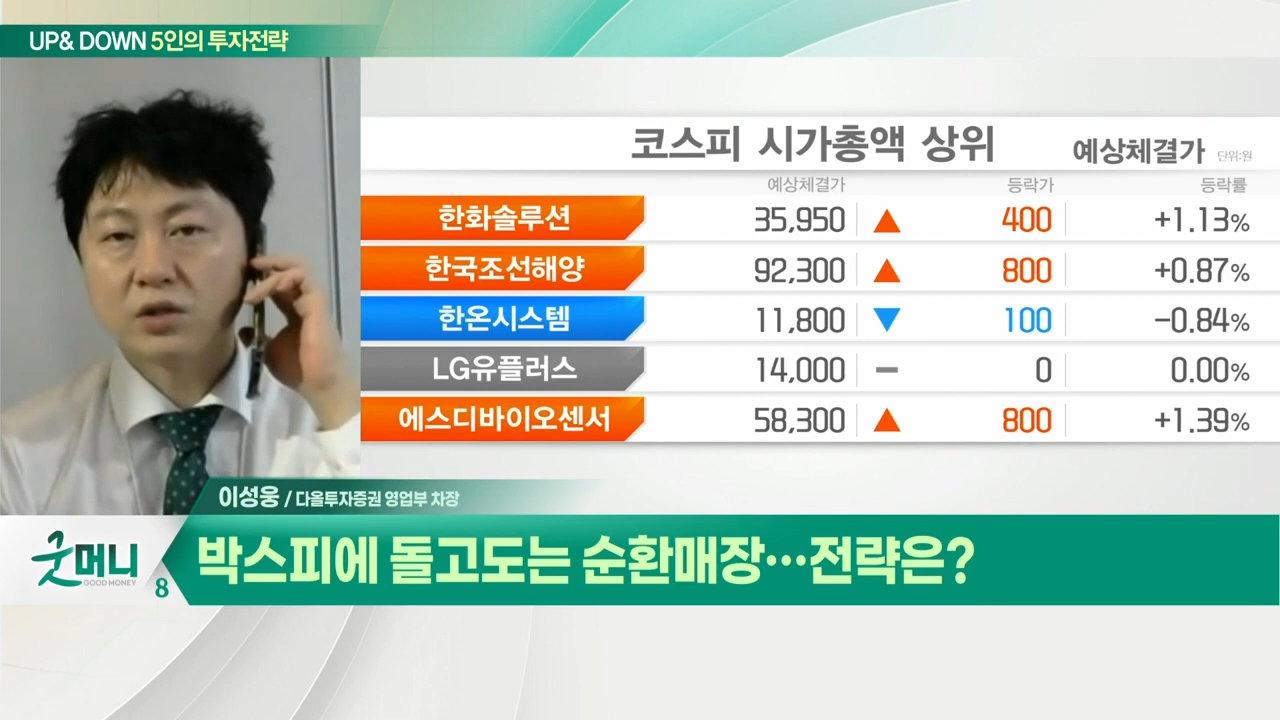 UP& DOWN 5인의 투자전략
코스피 시가총액 상위 예상체결가 단위:원
예상체결가 등락가 등락률
한화솔루션 35,950 ▲ 400 +1.13%
한국조선해양 92,300 ▲ 800 +0.87%
한온시스템 11,800 ▼ 100 -0.84%
LG유플러스 14,000 - 0 0.00%
에스디바이오센서 58,300 ▲ 800 +1.39%
이성웅 / 다올투자증권 영업부 차장
굿머니
GOOD MONEY
8
박스피에 돌고도는 순환매장…전략은?